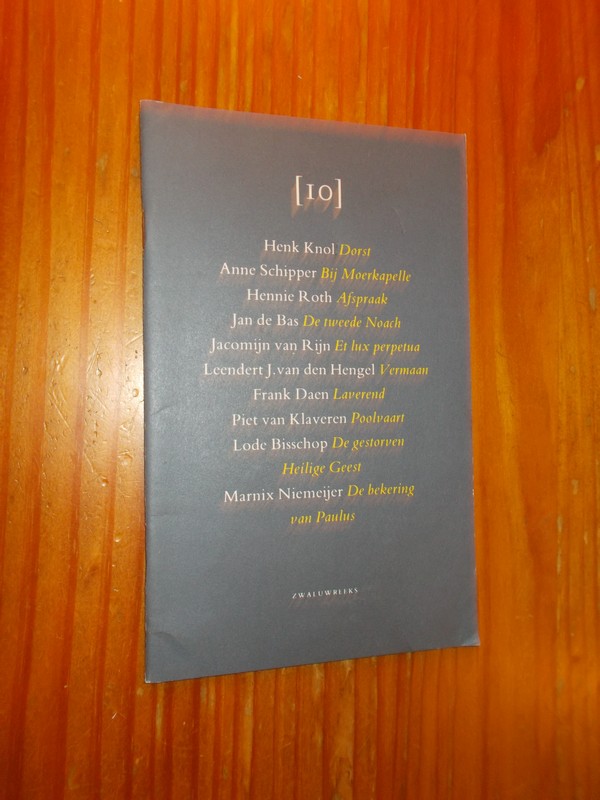 [10]
Henk Knol Dorst
Anne Schipper Bij Moerkapelle
Hennie Roth Afspraak
Jan de Bas De tweede Noach
Jacomijn van Rijn Et lux perpetua
Leendert J.van den Hengel Vermaan
Frank Daen Laverend
Piet van Klaveren Poolvaart
Lode Bisschop De gestorven
Heilige Geest
Marnix Niemeijer De bekering
van Paulus
ZWALUWREEKS